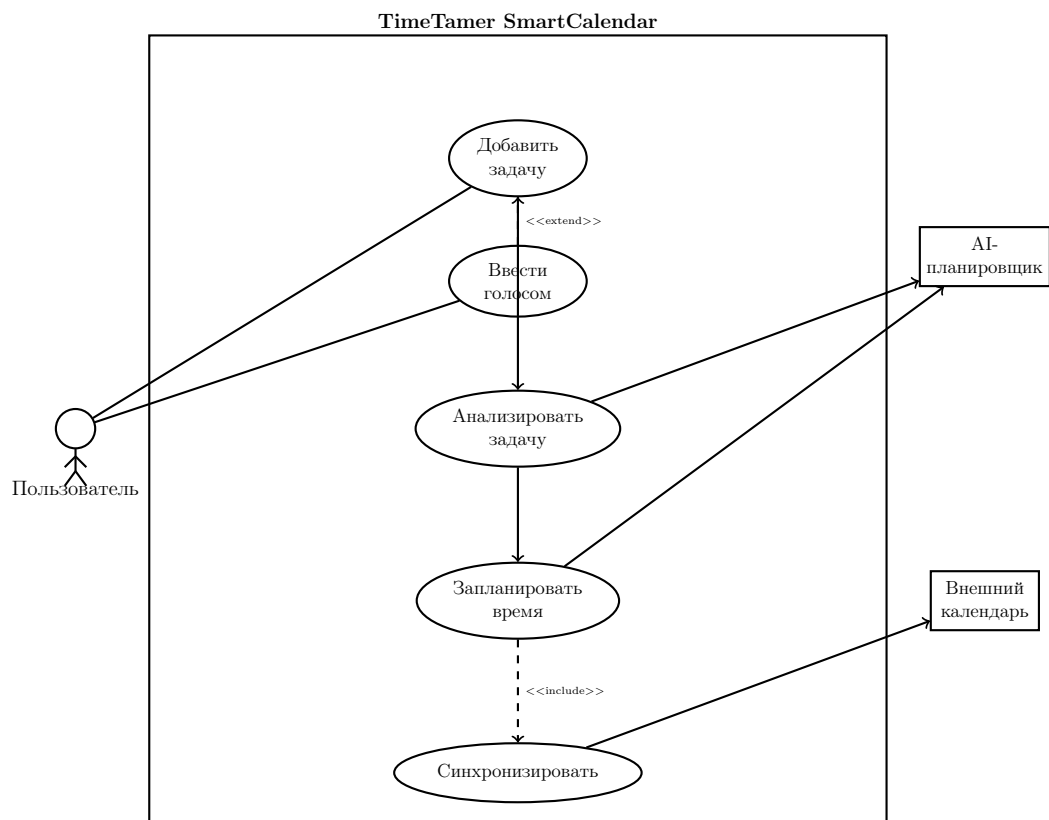 TimeTamer SmartCalendar
Добавить
задачу
<<extend>>
Ввести
голосом
AI-
планировщик
Анализировать
задачу
Пользователь
Запланировать
время
Внешний
календарь
<<include>>
Синхронизировать